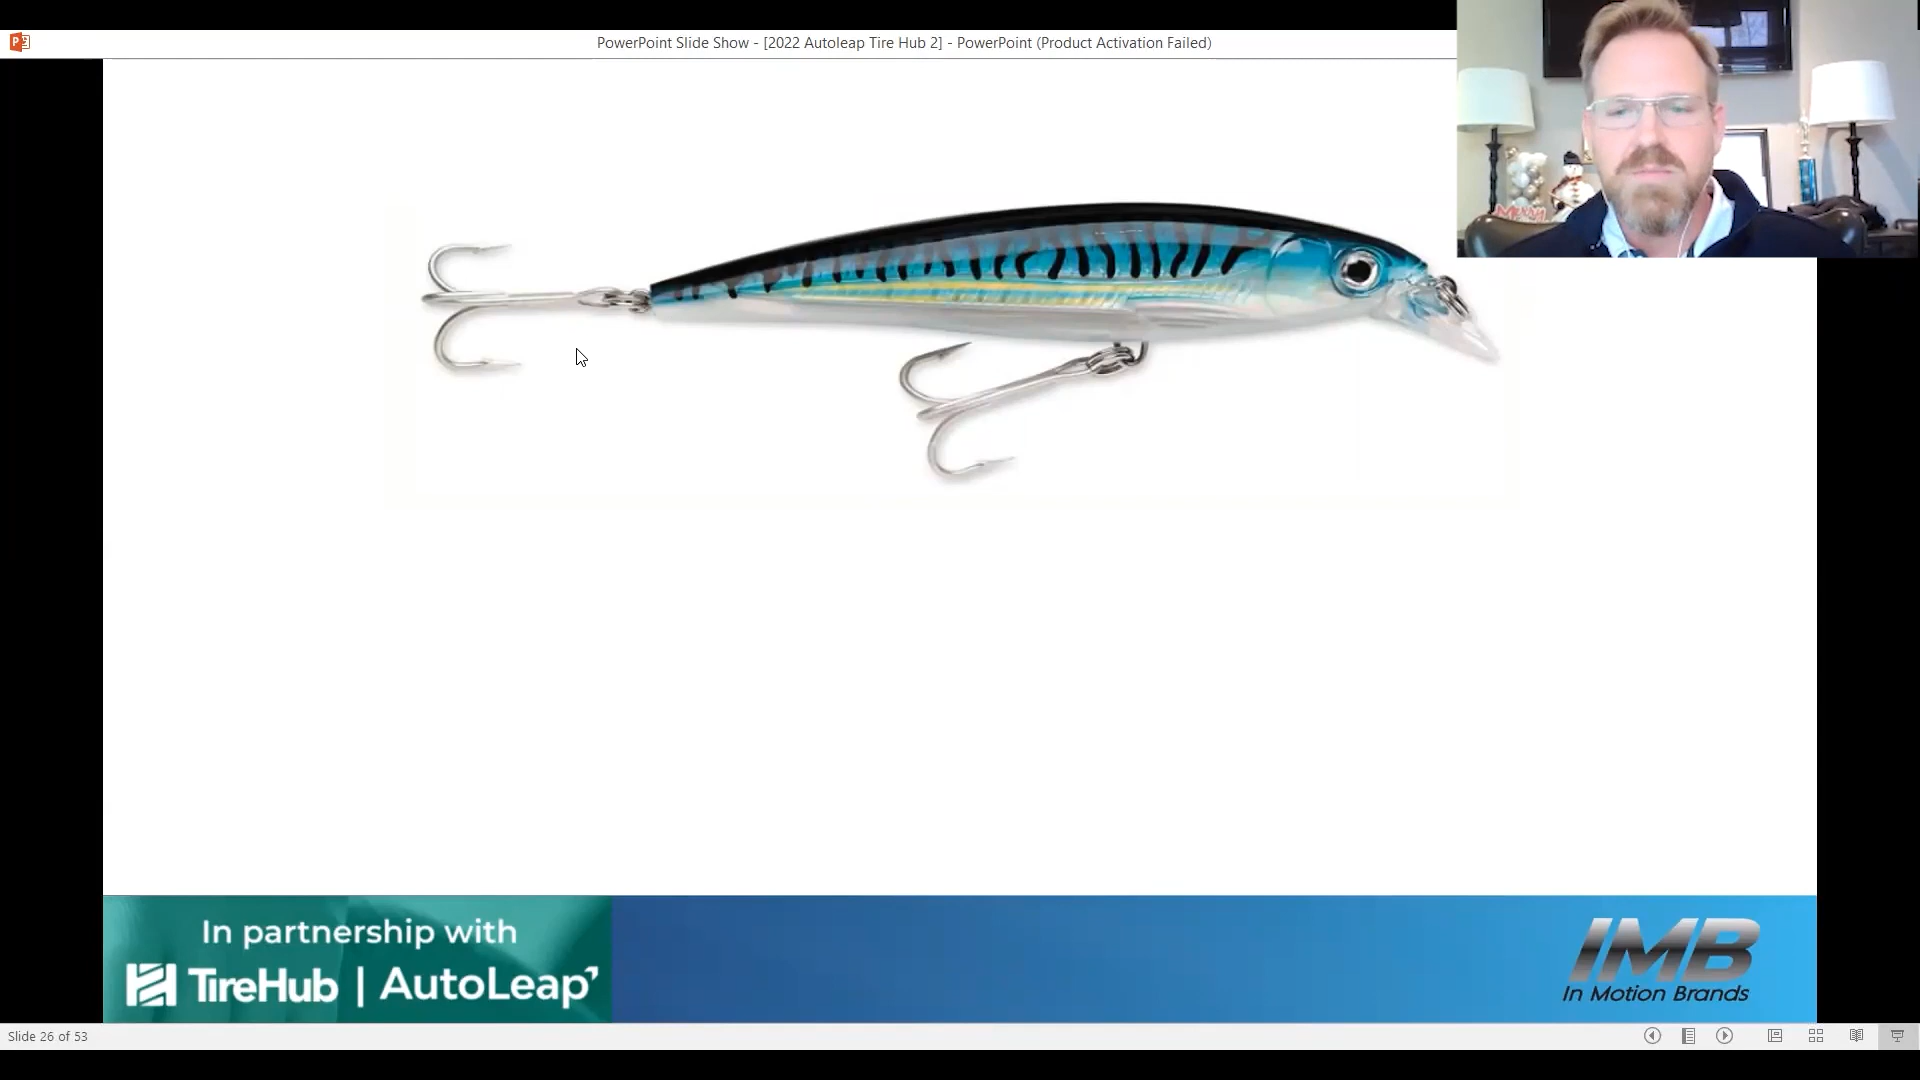 PowerPoint Slide Show - [2022 Autoleap Tire Hub 2] - PowerPoint (Product Activation Failed)
Merry
In partnership with
TireHub | AutoLeap
IMB
In Motion Brands
Slide 26 of 53